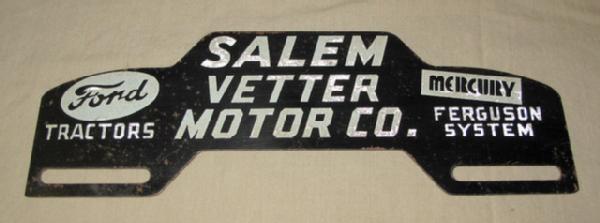 SALEM
VETTER
MOTOR CO.
Ford
TRACTORS
MERCURY
FERGUSON
SYSTEM